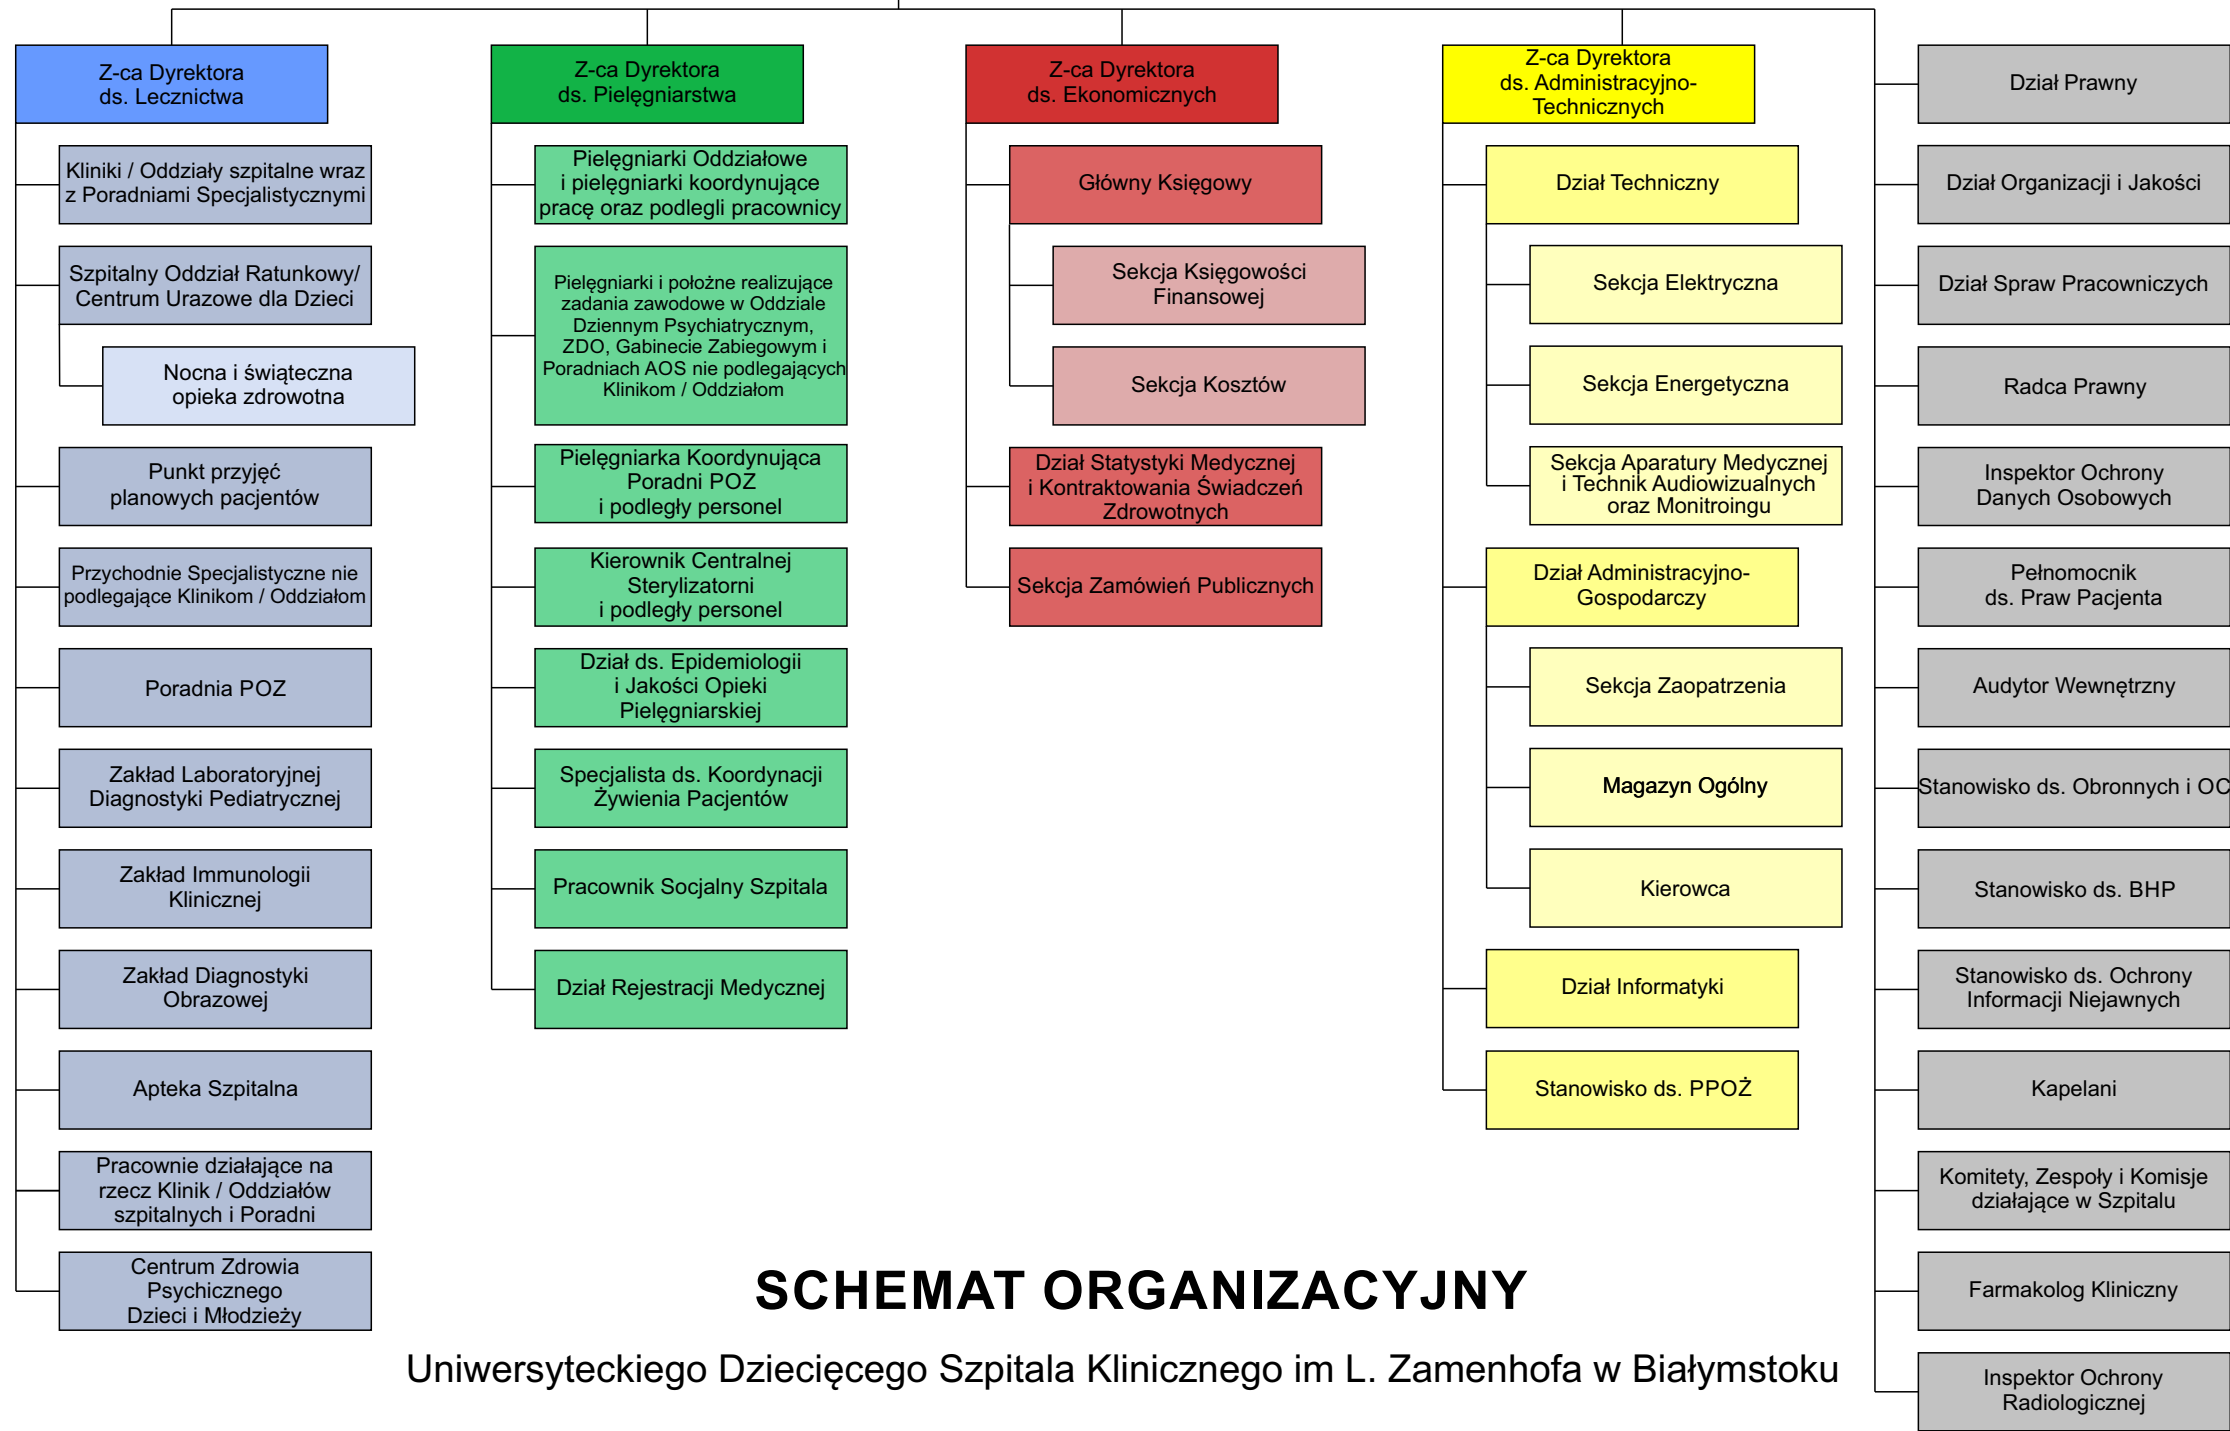 Z-ca Dyrektora
ds. Lecznictwa
Kliniki / Oddziały szpitalne wraz
z Poradniami Specjalistycznymi
Szpitalny Oddział Ratunkowy/
Centrum Urazowe dla Dzieci
Nocna i świąteczna
opieka zdrowotna
Punkt przyjęć
planowych pacjentów
Przychodnie Specjalistyczne nie
podlegające Klinikom / Oddziałom
Poradnia POZ
Zakład Laboratoryjnej
Diagnostyki Pediatrycznej
Zakład Immunologii
Klinicznej
Zakład Diagnostyki
Obrazowej
Apteka Szpitalna
Pracownie działające na
rzecz Klinik / Oddziałów
szpitalnych i Poradni
Centrum Zdrowia
Psychicznego
Dzieci i Młodzieży
Z-ca Dyrektora
ds. Pielęgniarstwa
Pielęgniarki Oddziałowe
i pielęgniarki koordynujące
pracę oraz podlegli pracownicy
Pielęgniarki i położne realizujące
zadania zawodowe w Oddziale
Dziennym Psychiatrycznym,
ZDO, Gabinecie Zabiegowym i
Poradniach AOS nie podlegających
Klinikom / Oddziałom
Pielęgniarka Koordynująca
Poradni POZ
i podległy personel
Kierownik Centralnej
Sterylizatorni
i podległy personel
Dział ds. Epidemiologii
i Jakości Opieki
Pielęgniarskiej
Specjalista ds. Koordynacji
Żywienia Pacjentów
Pracownik Socjalny Szpitala
Dział Rejestracji Medycznej
Z-ca Dyrektora
ds. Ekonomicznych
Główny Księgowy
Sekcja Księgowości
Finansowej
Sekcja Kosztów
Dział Statystyki Medycznej
i Kontraktowania Świadczeń
Zdrowotnych
Sekcja Zamówień Publicznych
Z-ca Dyrektora
ds. Administracyjno-
Technicznych
Dział Techniczny
Sekcja Elektryczna
Sekcja Energetyczna
Sekcja Aparatury Medycznej
i Technik Audiowizualnych
oraz Monitroingu
Dział Administracyjno-
Gospodarczy
Sekcja Zaopatrzenia
Magazyn Ogólny
Kierowca
Dział Informatyki
Stanowisko ds. PPOŻ
Dział Prawny
Dział Organizacji i Jakości
Dział Spraw Pracowniczych
Radca Prawny
Inspektor Ochrony
Danych Osobowych
Pełnomocnik
ds. Praw Pacjenta
Audytor Wewnętrzny
Stanowisko ds. Obronnych i OC
Stanowisko ds. BHP
Stanowisko ds. Ochrony
Informacji Niejawnych
Kapelani
Komitety, Zespoły i Komisje
działające w Szpitalu
Farmakolog Kliniczny
Inspektor Ochrony
Radiologicznej
SCHEMAT ORGANIZACYJNY
Uniwersyteckiego Dziecięcego Szpitala Klinicznego im L. Zamenhofa w Białymstoku